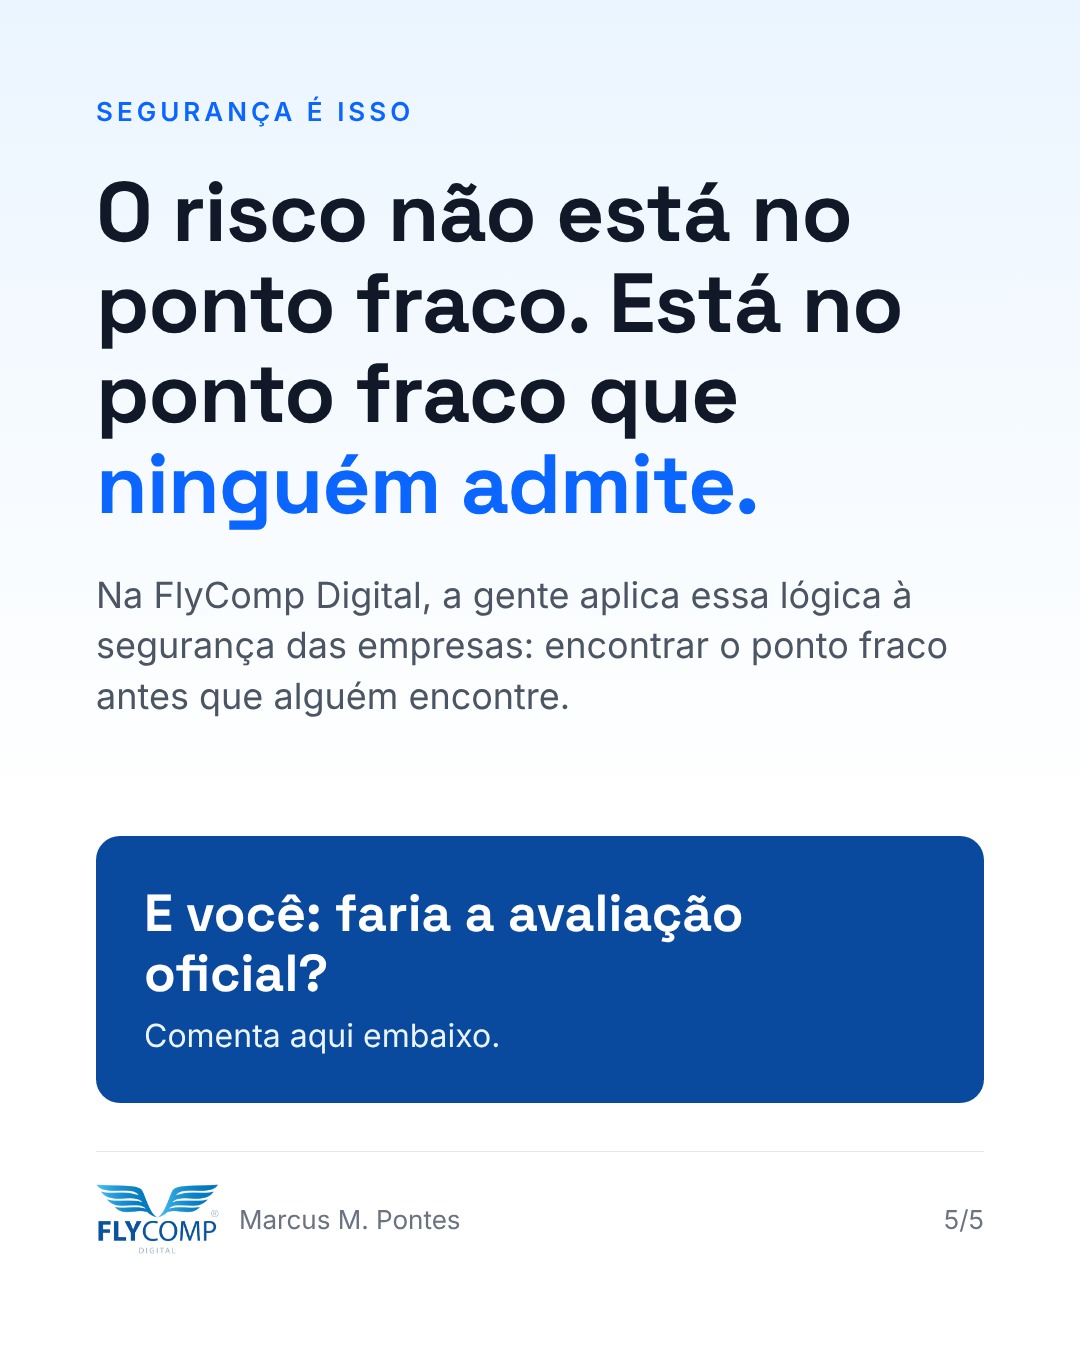 SEGURANÇA É ISSO
O risco não está no
ponto fraco. Está no
ponto fraco que
ninguém admite.
Na FlyComp Digital, a gente aplica essa lógica à
segurança das empresas: encontrar o ponto fraco
antes que alguém encontre.
E você: faria a avaliação
oficial?
Comenta aqui embaixo.
FLYCOMP®
DIGITAL
Marcus M. Pontes
5/5